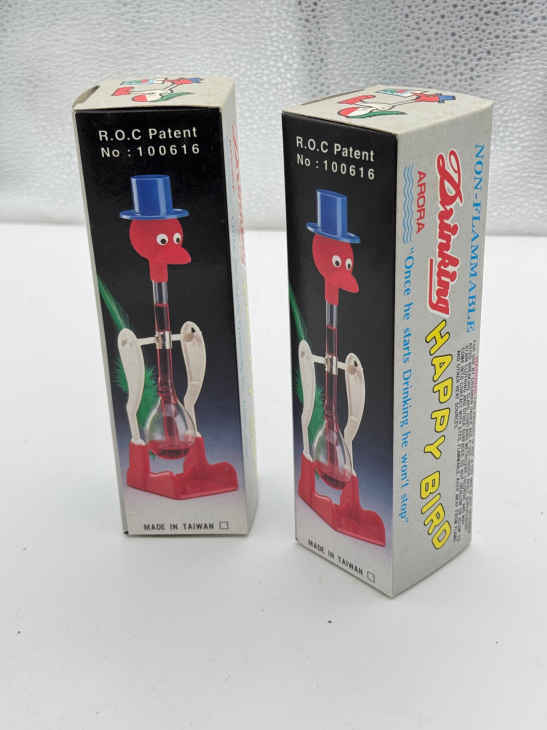 R.O.C Patent
No : 100616
MADE IN TAIWAN
R.O.C Patent
No : 100616
MADE IN TAIWAN
NON-FLAMMABLE
Drinking
ARORA
HAPPY BIRD
"Once he starts Drinking, he won't stop"